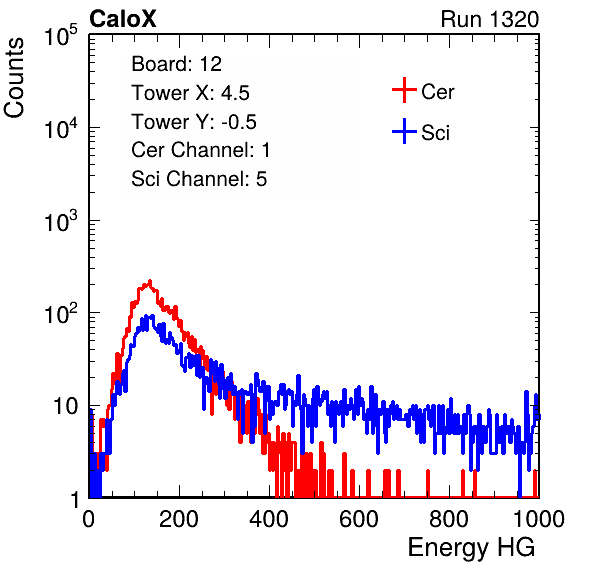 CaloX Run 1320
Counts
10^5
10^4
10^3
10^2
10
1
Board: 12
Tower X: 4.5
Tower Y: -0.5
Cer Channel: 1
Sci Channel: 5
Cer
Sci
0 200 400 600 800 1000
Energy HG